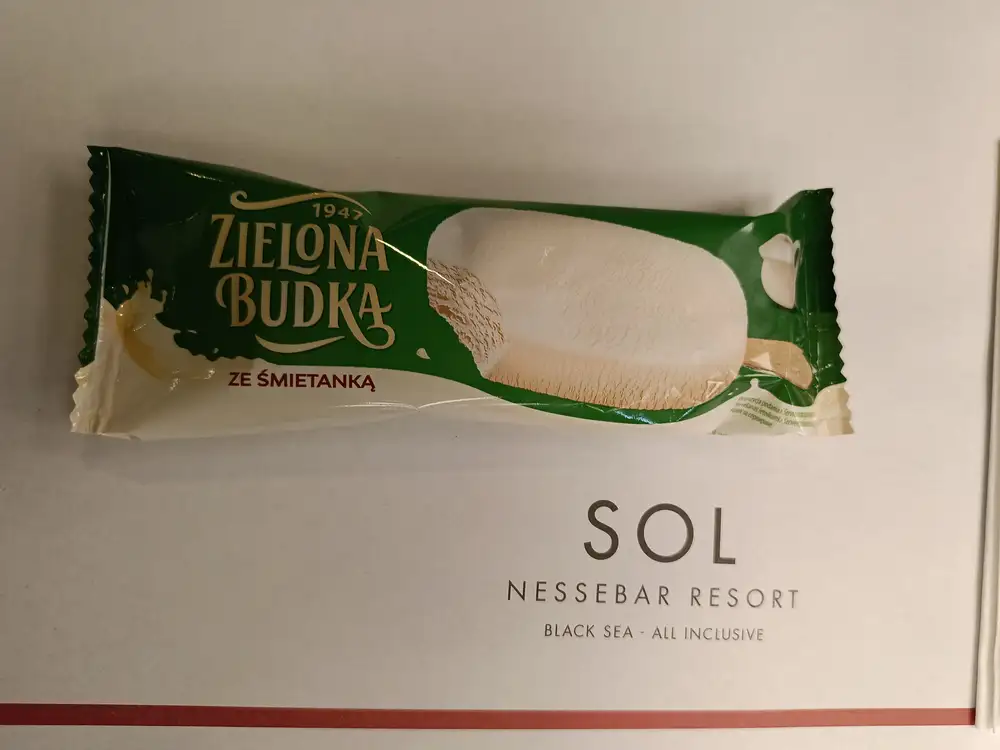 1947
ZIELONA
BUDKA
ZE ŚMIETANKĄ
SOL
NESSEBAR RESORT
BLACK SEA · ALL INCLUSIVE